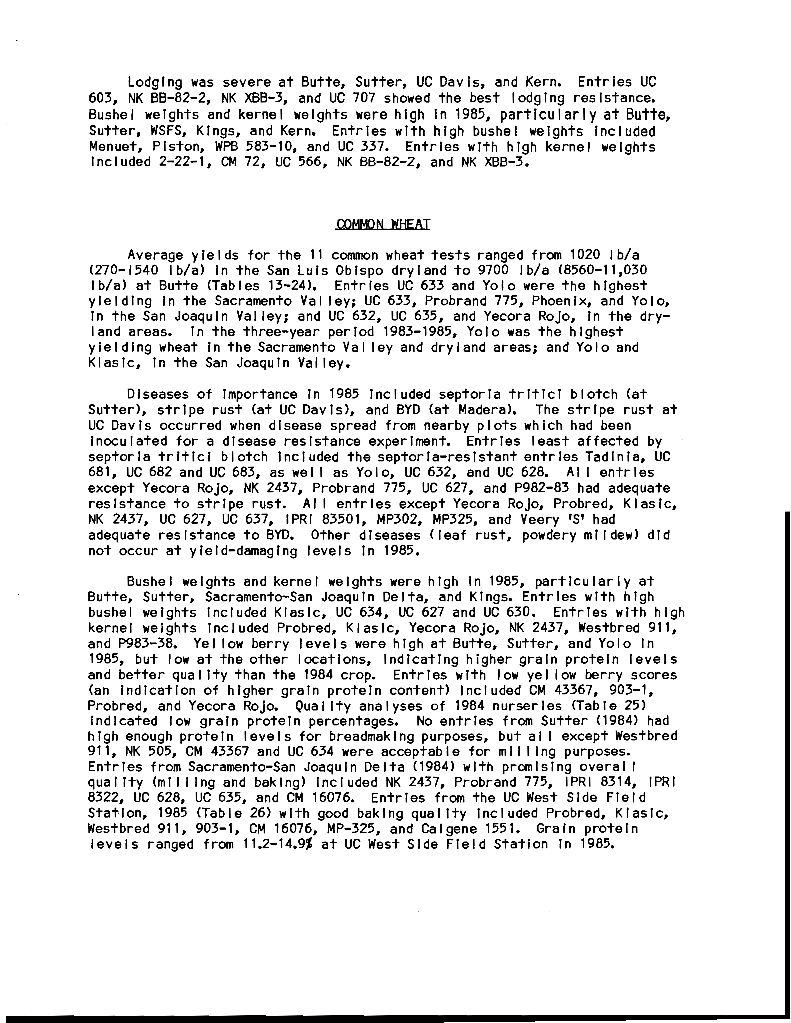 Lodging was severe at Butte, Sutter, UC Davis, and Kern. Entries UC
603, NK BB-82-2, NK XBB-3, and UC 707 showed the best lodging resistance.
Bushel weights and kernel weights were high in 1985, particularly at Butte,
Sutter, WSFS, Kings, and Kern. Entries with high bushel weights included
Menuet, Piston, WPB 583-10, and UC 337. Entries with high kernel weights
included 2-22-1, CM 72, UC 566, NK BB-82-2, and NK XBB-3.
COMMON WHEAT
Average yields for the 11 common wheat tests ranged from 1020 lb/a
(270-1540 lb/a) in the San Luis Obispo dryland to 9700 lb/a (8560-11,030
lb/a) at Butte (Tables 13-24). Entries UC 633 and Yolo were the highest
yielding in the Sacramento Valley; UC 633, Probrand 775, Phoenix, and Yolo,
in the San Joaquin Valley; and UC 632, UC 635, and Yecora Rojo, in the dry-
land areas. In the three-year period 1983-1985, Yolo was the highest
yielding wheat in the Sacramento Valley and dryland areas; and Yolo and
Klasic, in the San Joaquin Valley.
Diseases of importance in 1985 included septoria tritici blotch (at
Sutter), stripe rust (at UC Davis), and BYD (at Madera). The stripe rust at
UC Davis occurred when disease spread from nearby plots which had been
inoculated for a disease resistance experiment. Entries least affected by
septoria tritici blotch included the septoria-resistant entries Tadinia, UC
681, UC 682 and UC 683, as well as Yolo, UC 632, and UC 628. All entries
except Yecora Rojo, NK 2437, Probrand 775, UC 627, and P982-83 had adequate
resistance to stripe rust. All entries except Yecora Rojo, Probred, Klasic,
NK 2437, UC 627, UC 637, IPRI 83501, MP302, MP325, and Veery 'S' had
adequate resistance to BYD. Other diseases (leaf rust, powdery mildew) did
not occur at yield-damaging levels in 1985.
Bushel weights and kernel weights were high in 1985, particularly at
Butte, Sutter, Sacramento-San Joaquin Delta, and Kings. Entries with high
bushel weights included Klasic, UC 634, UC 627 and UC 630. Entries with high
kernel weights included Probred, Klasic, Yecora Rojo, NK 2437, Westbred 911,
and P983-38. Yellow berry levels were high at Butte, Sutter, and Yolo in
1985, but low at the other locations, indicating higher grain protein levels
and better quality than the 1984 crop. Entries with low yellow berry scores
(an indication of higher grain protein content) included CM 43367, 903-1,
Probred, and Yecora Rojo. Quality analyses of 1984 nurseries (Table 25)
indicated low grain protein percentages. No entries from Sutter (1984) had
high enough protein levels for breadmaking purposes, but all except Westbred
911, NK 505, CM 43367 and UC 634 were acceptable for milling purposes.
Entries from Sacramento-San Joaquin Delta (1984) with promising overall
quality (milling and baking) included NK 2437, Probrand 775, IPRI 8314, IPRI
8322, UC 628, UC 635, and CM 16076. Entries from the UC West Side Field
Station, 1985 (Table 26) with good baking quality included Probred, Klasic,
Westbred 911, 903-1, CM 16076, MP-325, and Calgene 1551. Grain protein
levels ranged from 11.2-14.9% at UC West Side Field Station in 1985.